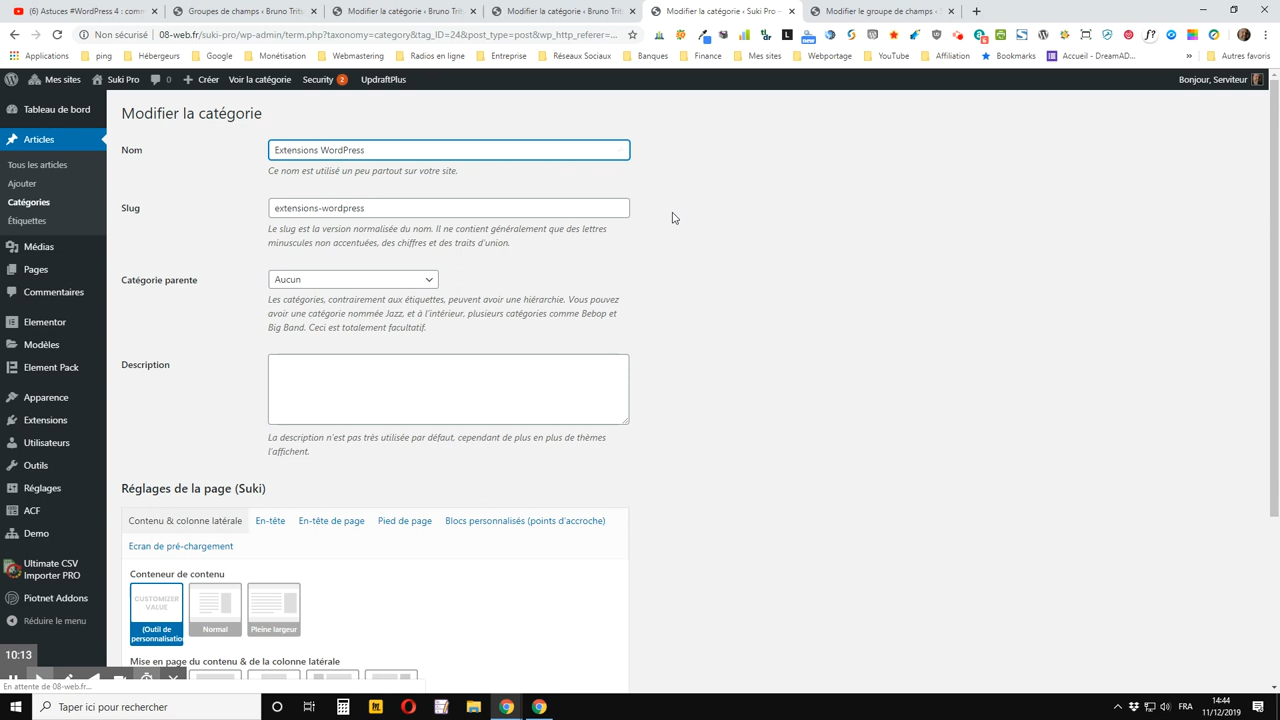 (6) Astuces #WordPress 4 : comm
Groupes de champs ‹ Bruno Tritsc
Modifier la catégorie ‹ Bruno Trit
Modifier la catégorie ‹ Bruno Trit
Modifier la catégorie ‹ Suki Pro –
Modifier le groupe de champs ‹ S
Non sécurisé | 08-web.fr/suki-pro/wp-admin/term.php?taxonomy=category&tag_ID=24&post_type=post&wp_http_referer=...
Applications ping Hébergeurs Google Monétisation Webmastering Radios en ligne Entreprise Réseaux Sociaux Banques Finance Mes sites Webportage YouTube Affiliation Bookmarks Accueil - DreamAD... » Autres favoris
Mes sites Suki Pro 0 Créer Voir la catégorie Security 2 UpdraftPlus Bonjour, Serviteur
Tableau de bord
Articles
Tous les articles
Ajouter
Catégories
Étiquettes
Médias
Pages
Commentaires
Elementor
Modèles
Element Pack
Apparence
Extensions
Utilisateurs
Outils
Réglages
ACF
Demo
Ultimate CSV
Importer PRO
Piotnet Addons
Réduire le menu
Modifier la catégorie
Nom
Extensions WordPress
Ce nom est utilisé un peu partout sur votre site.
Slug
extensions-wordpress
Le slug est la version normalisée du nom. Il ne contient généralement que des lettres
minuscules non accentuées, des chiffres et des traits d'union.
Catégorie parente
Aucun
Les catégories, contrairement aux étiquettes, peuvent avoir une hiérarchie. Vous pouvez
avoir une catégorie nommée Jazz, et à l'intérieur, plusieurs catégories comme Bebop et
Big Band. Ceci est totalement facultatif.
Description
La description n'est pas très utilisée par défaut, cependant de plus en plus de thèmes
l'affichent.
Réglages de la page (Suki)
Contenu & colonne latérale En-tête En-tête de page Pied de page Blocs personnalisés (points d'accroche)
Ecran de pré-chargement
Conteneur de contenu
CUSTOMIZER
VALUE
(Outil de
personnalisation
Normal
Pleine largeur
Mise en page du contenu & de la colonne latérale
10:13
En attente de 08-web.fr...
Taper ici pour rechercher
FRA
14:44
11/12/2019